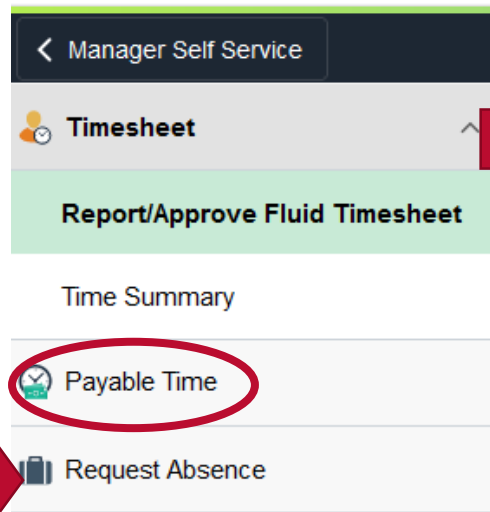 Manager Self Service
Timesheet
Report/Approve Fluid Timesheet
Time Summary
Payable Time
Request Absence